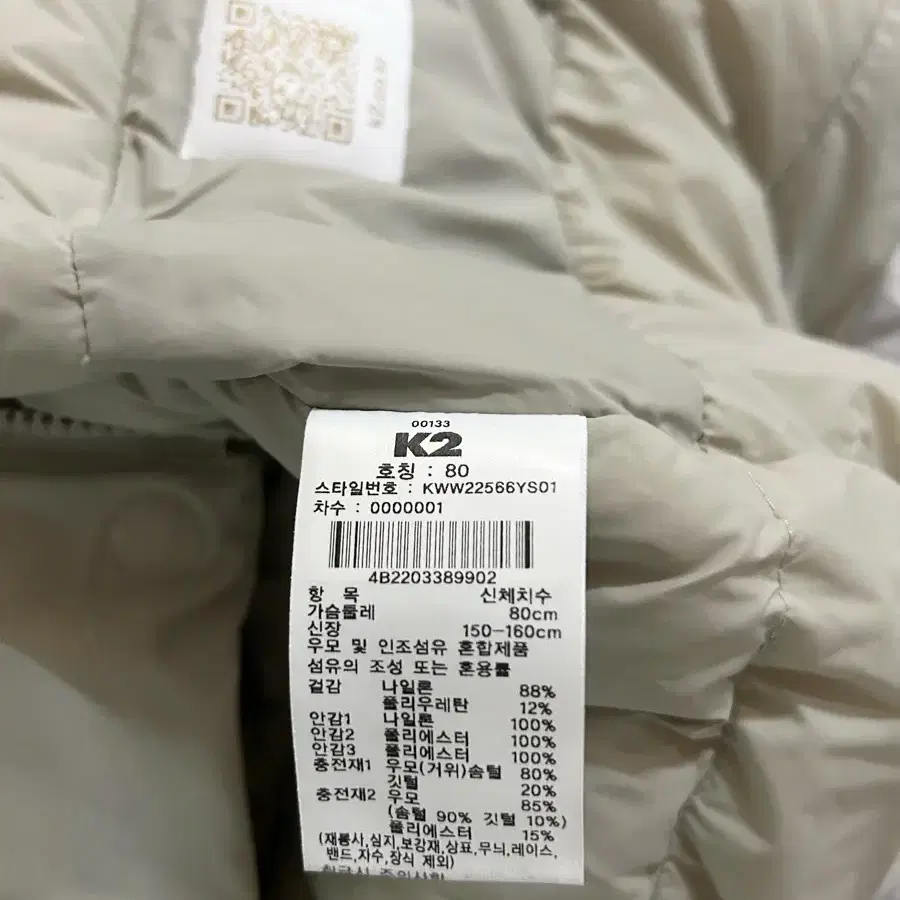 00133
K2
호칭 : 80
스타일번호 : KWW22566YS01
차수 : 0000001
4B2203389902
항 목 신체치수
가슴둘레 80cm
신장 150-160cm
우모 및 인조섬유 혼합제품
섬유의 조성 또는 혼용률
겉감 나일론 88%
폴리우레탄 12%
안감1 나일론 100%
안감2 폴리에스터 100%
안감3 폴리에스터 100%
충전재1 우모(거위)솜털 80%
깃털 20%
충전재2 우모 85%
(솜털 90% 깃털 10%)
폴리에스터 15%
(재봉사,심지,보강재,상표,무늬,레이스,
밴드,자수,장식 제외)
취급시 주의사항